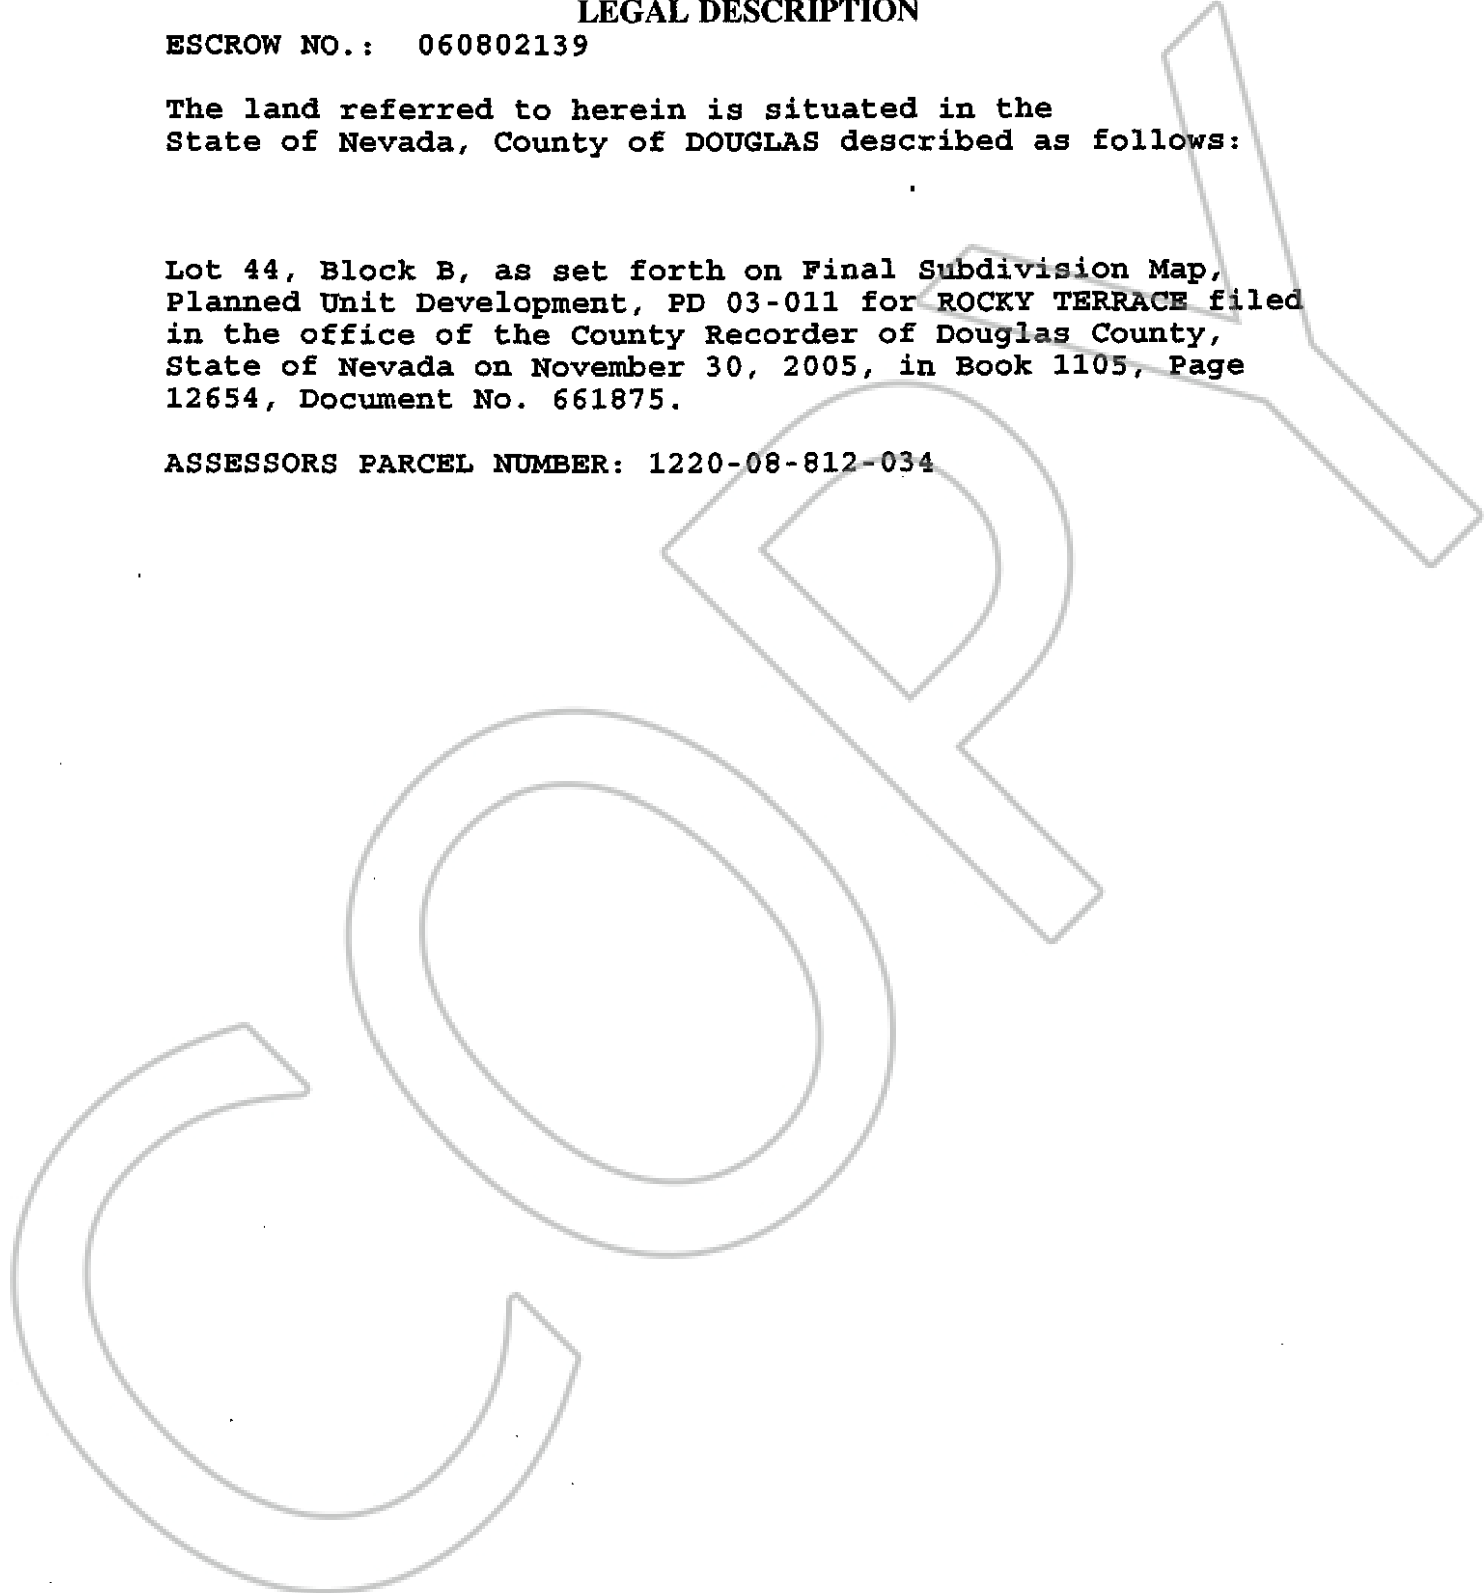 LEGAL DESCRIPTION
ESCROW NO.: 060802139
The land referred to herein is situated in the
State of Nevada, County of DOUGLAS described as follows:
Lot 44, Block B, as set forth on Final Subdivision Map,
Planned Unit Development, PD 03-011 for ROCKY TERRACE filed
in the office of the County Recorder of Douglas County,
State of Nevada on November 30, 2005, in Book 1105, Page
12654, Document No. 661875.
ASSESSORS PARCEL NUMBER: 1220-08-812-034
COPY